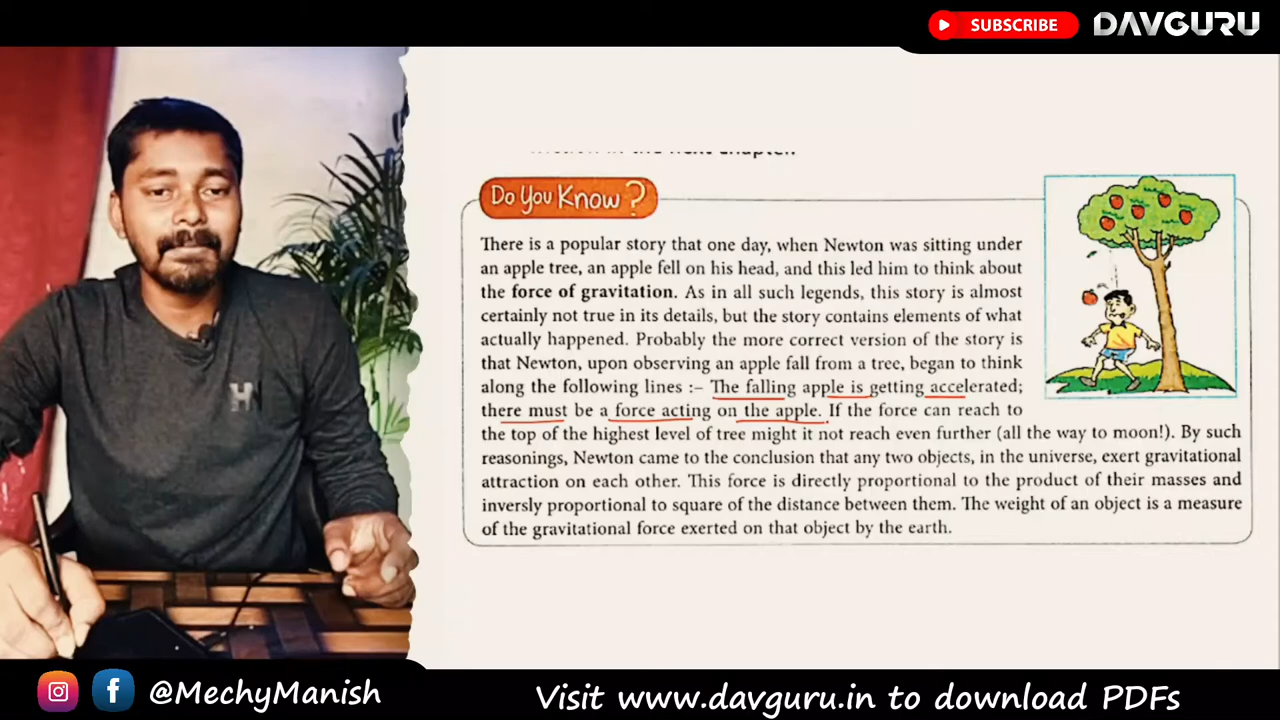 SUBSCRIBE
DAVGURU
Do You Know ?
There is a popular story that one day, when Newton was sitting under
an apple tree, an apple fell on his head, and this led him to think about
the force of gravitation. As in all such legends, this story is almost
certainly not true in its details, but the story contains elements of what
actually happened. Probably the more correct version of the story is
that Newton, upon observing an apple fall from a tree, began to think
along the following lines :– The falling apple is getting accelerated;
there must be a force acting on the apple. If the force can reach to
the top of the highest level of tree might it not reach even further (all the way to moon!). By such
reasonings, Newton came to the conclusion that any two objects, in the universe, exert gravitational
attraction on each other. This force is directly proportional to the product of their masses and
inversly proportional to square of the distance between them. The weight of an object is a measure
of the gravitational force exerted on that object by the earth.
@MechyManish
Visit www.davguru.in to download PDFs